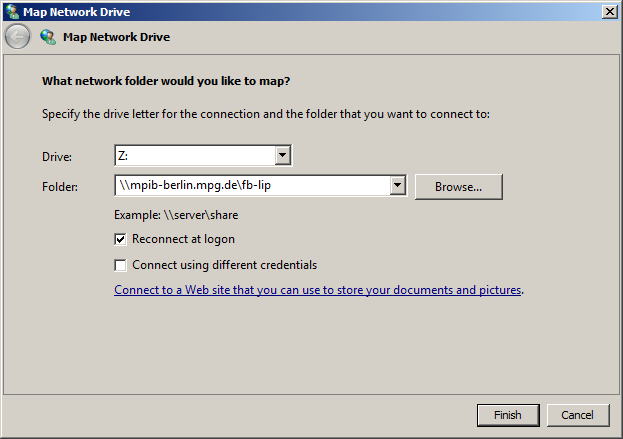 Map Network Drive
Map Network Drive
What network folder would you like to map?
Specify the drive letter for the connection and the folder that you want to connect to:
Drive: Z:
Folder: \\mpib-berlin.mpg.de\fb-lip Browse...
Example: \\server\share
Reconnect at logon
Connect using different credentials
Connect to a Web site that you can use to store your documents and pictures.
Finish Cancel